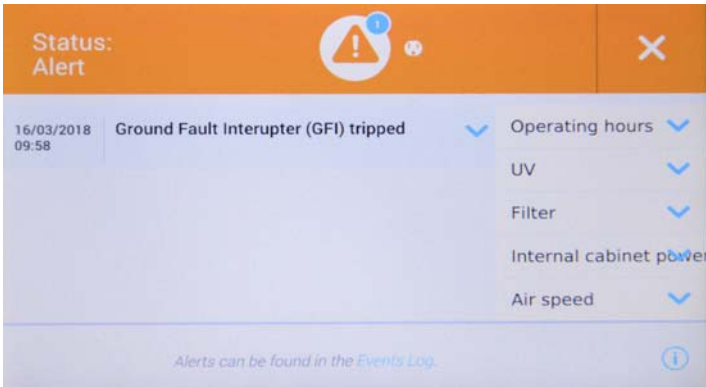 Status:
Alert
1
16/03/2018
09:58
Ground Fault Interupter (GFI) tripped
Operating hours
UV
Filter
Internal cabinet power
Air speed
Alerts can be found in the Events Log.
i